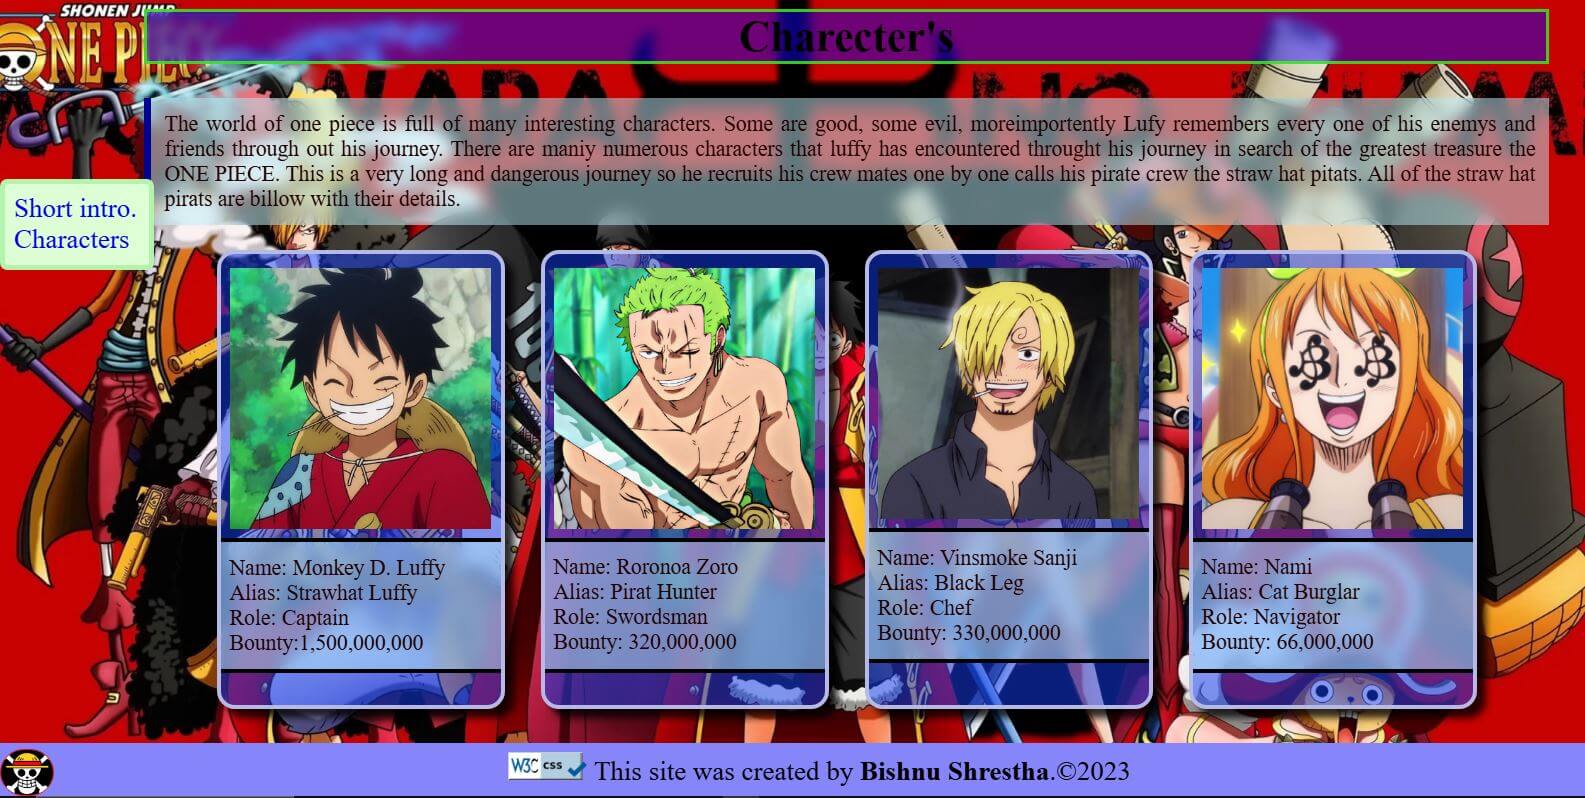 SHONEN JUMP
ONE PIECE
Charecter's
The world of one piece is full of many interesting characters. Some are good, some evil, moreimportently Lufy remembers every one of his enemys and
friends through out his journey. There are maniy numerous characters that luffy has encountered throught his journey in search of the greatest treasure the
ONE PIECE. This is a very long and dangerous journey so he recruits his crew mates one by one calls his pirate crew the straw hat pitats. All of the straw hat
pirats are billow with their details.
Short intro.
Characters
Name: Monkey D. Luffy
Alias: Strawhat Luffy
Role: Captain
Bounty:1,500,000,000
Name: Roronoa Zoro
Alias: Pirat Hunter
Role: Swordsman
Bounty: 320,000,000
Name: Vinsmoke Sanji
Alias: Black Leg
Role: Chef
Bounty: 330,000,000
Name: Nami
Alias: Cat Burglar
Role: Navigator
Bounty: 66,000,000
W3C css This site was created by Bishnu Shrestha.©2023